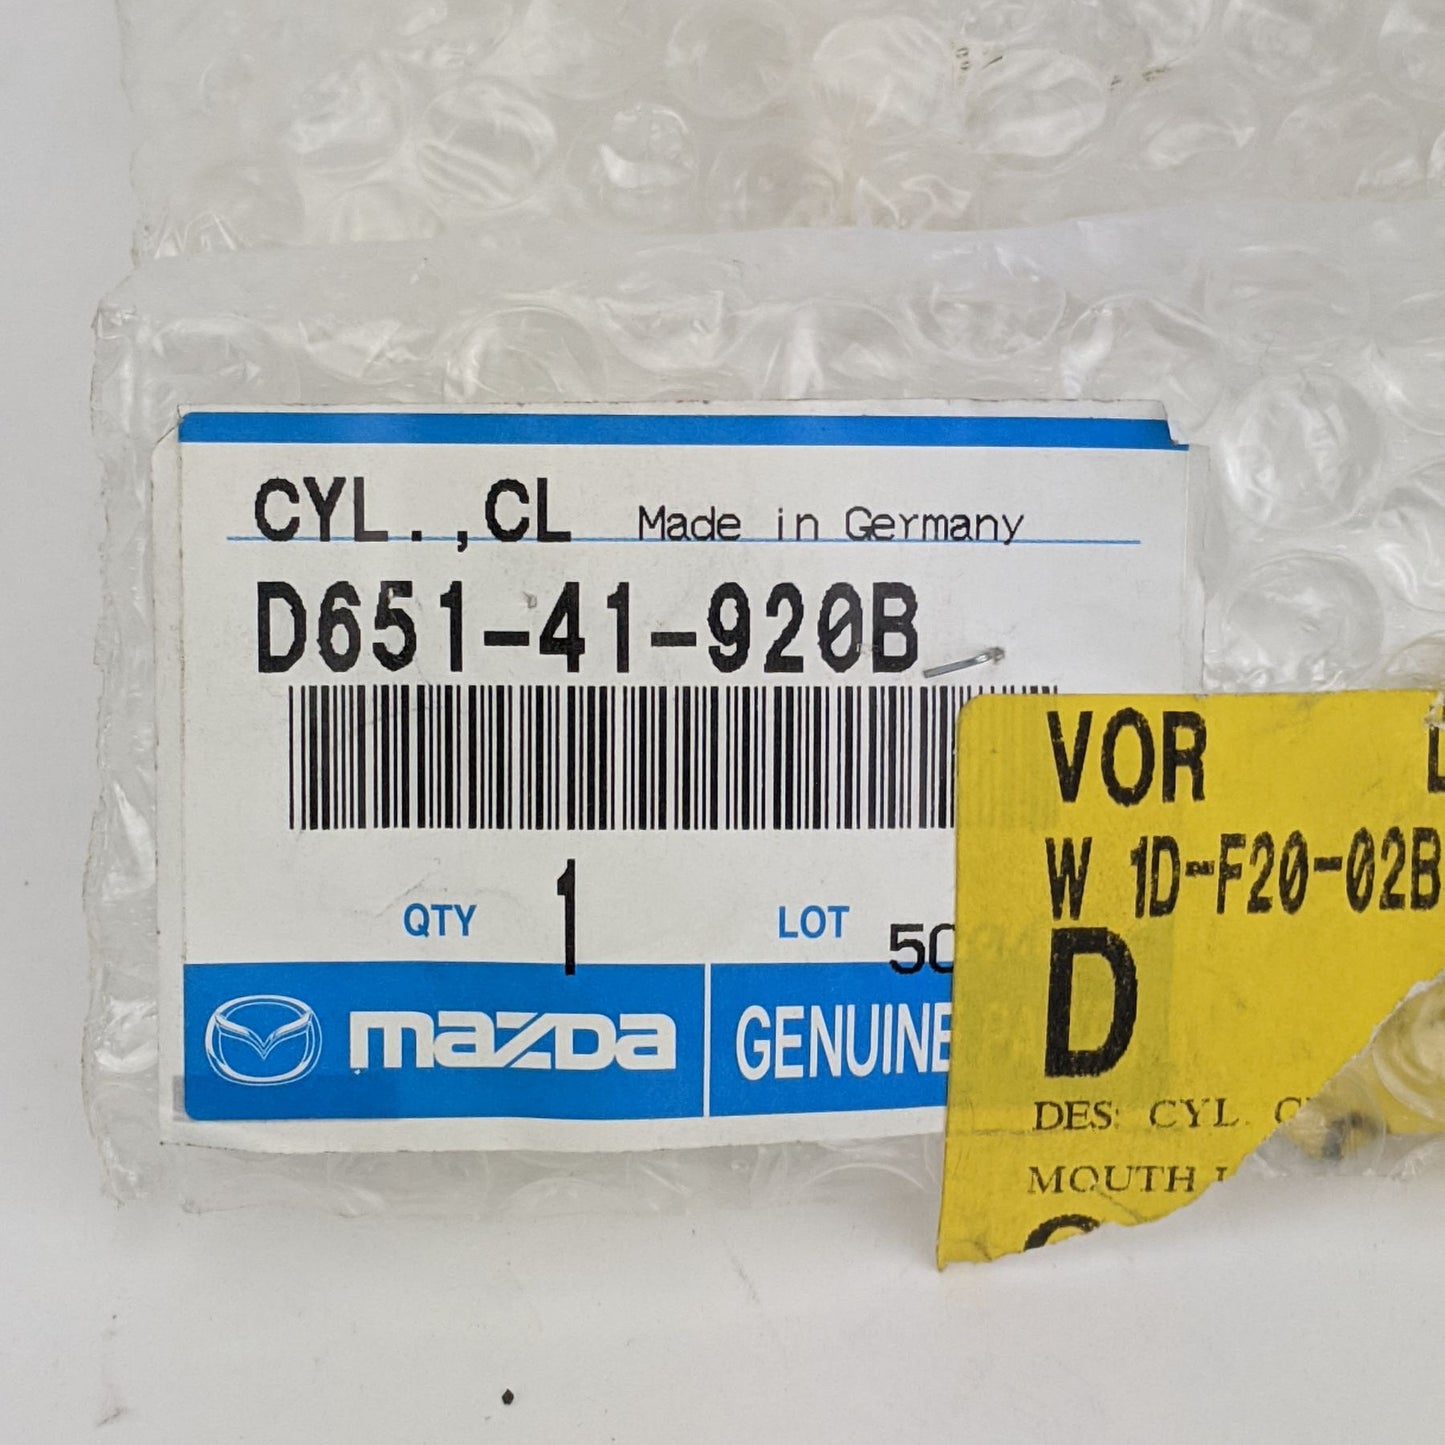 CYL.,CL Made in Germany
D651-41-920B
QTY 1 LOT
mazda GENUINE
VOR
W 1D-F20-02B
D
DES: CYL.
MOUTH